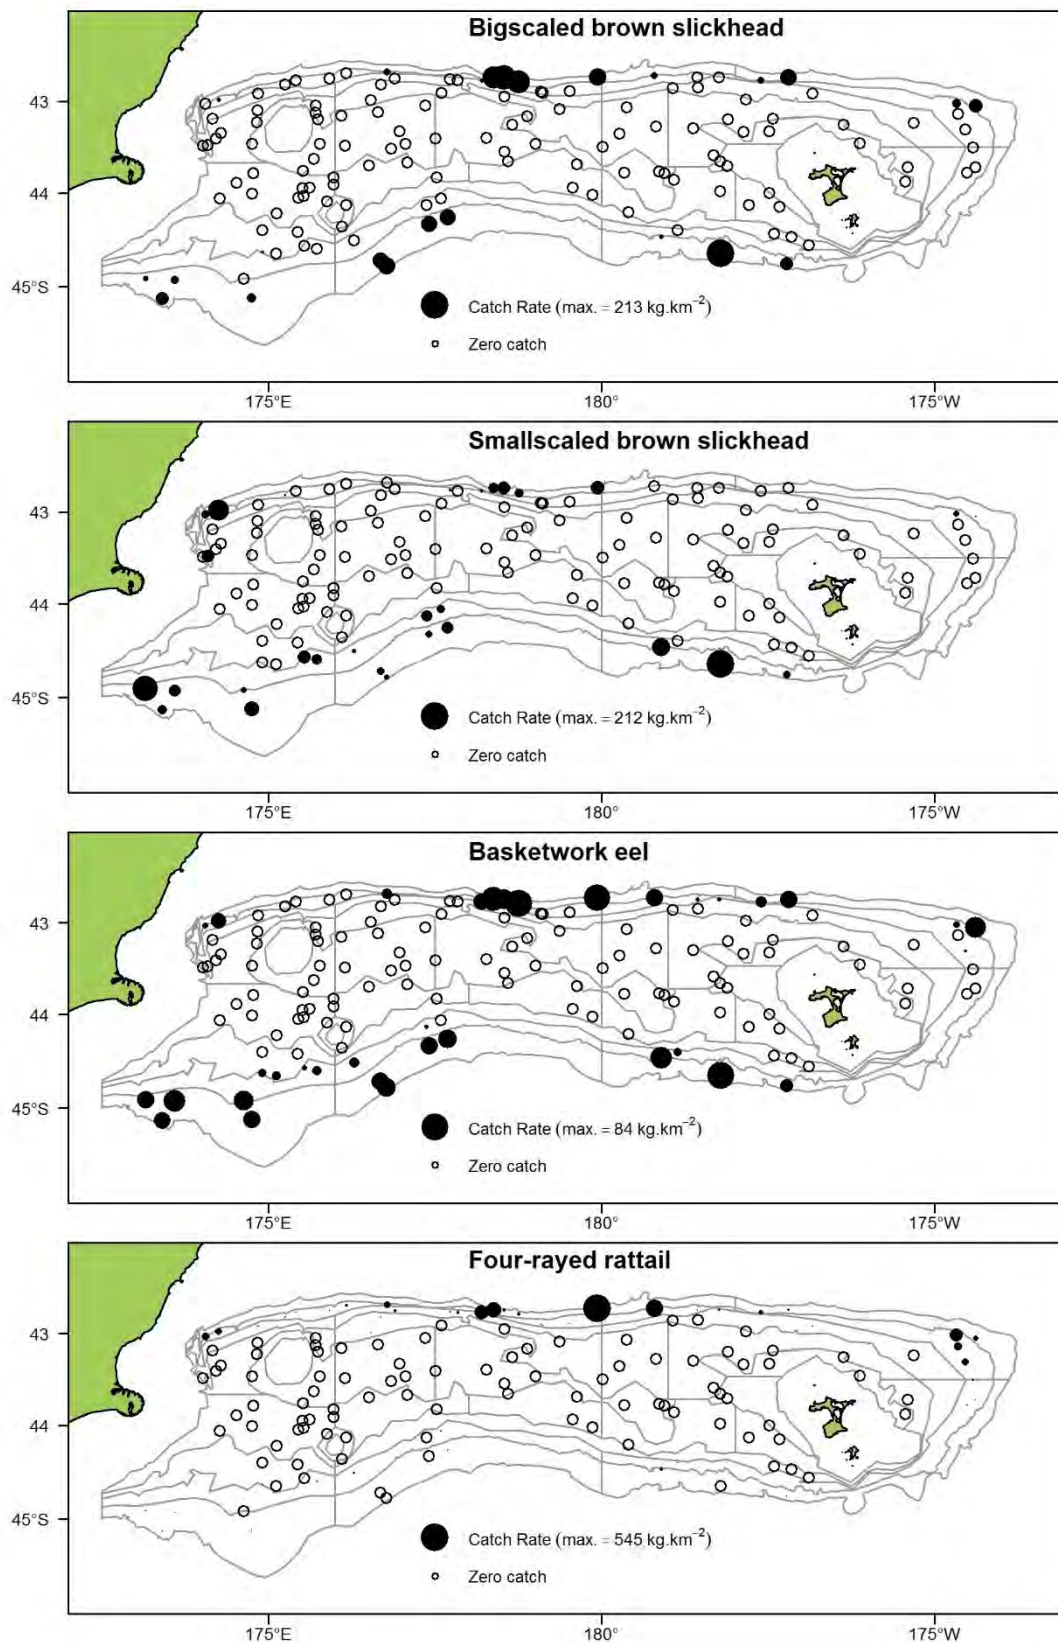 Bigscaled brown slickhead
43
44
45°S
Catch Rate (max. = 213 kg.km⁻²)
Zero catch
175°E 180° 175°W
Smallscaled brown slickhead
43
44
45°S
Catch Rate (max. = 212 kg.km⁻²)
Zero catch
175°E 180° 175°W
Basketwork eel
43
44
45°S
Catch Rate (max. = 84 kg.km⁻²)
Zero catch
175°E 180° 175°W
Four-rayed rattail
43
44
45°S
Catch Rate (max. = 545 kg.km⁻²)
Zero catch
175°E 180° 175°W